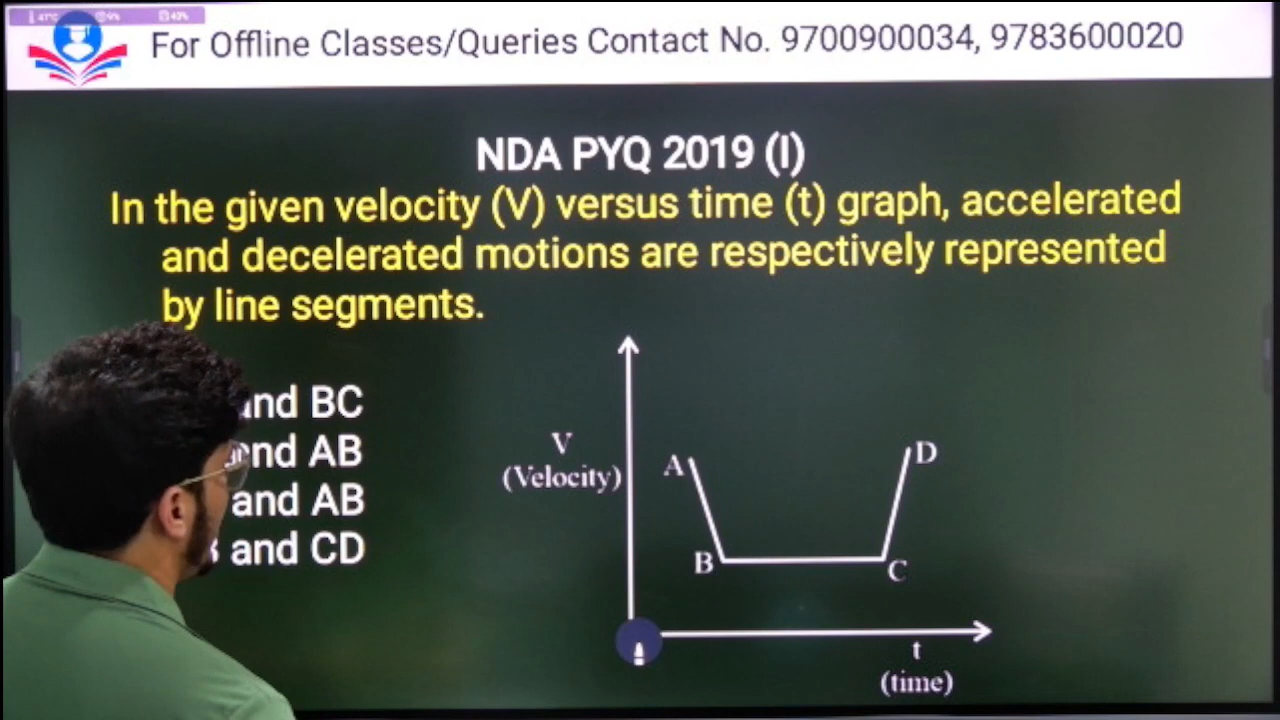 For Offline Classes/Queries Contact No. 9700900034, 9783600020
NDA PYQ 2019 (I)
In the given velocity (V) versus time (t) graph, accelerated
and decelerated motions are respectively represented
by line segments.
and BC
and AB
and AB
and CD
V
(Velocity)
A
B
C
D
t
(time)